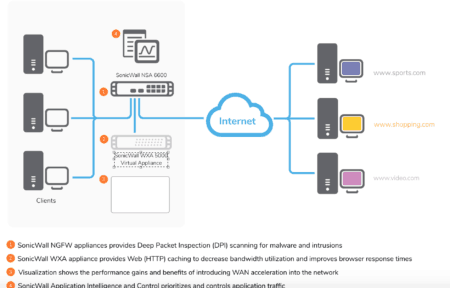 4
SonicWall NSA 6600
1
Internet
www.sports.com
www.shopping.com
www.video.com
2
SonicWall WXA 5000
Virtual Appliance
3
Clients
1 SonicWall NGFW appliances provides Deep Packet Inspection (DPI) scanning for malware and intrusions
2 SonicWall WXA appliance provides Web (HTTP) caching to decrease bandwidth utilization and improves browser response times
3 Visualization shows the performance gains and benefits of introducing WAN acceleration into the network
4 SonicWall Application Intelligence and Control prioritizes and controls application traffic